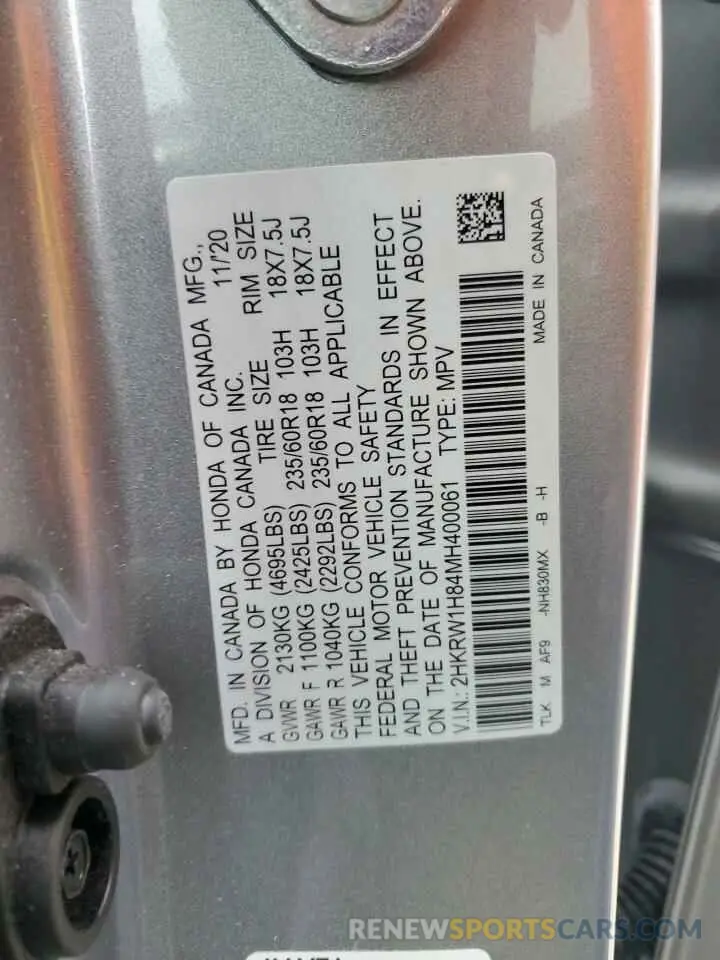 MFD. IN CANADA BY HONDA OF CANADA MFG.,
A DIVISION OF HONDA CANADA INC. 11/'20
GVWR 2130KG (4695LBS) TIRE SIZE RIM SIZE
GAWR F 1100KG (2425LBS) 235/60R18 103H 18X7.5J
GAWR R 1040KG (2292LBS) 235/60R18 103H 18X7.5J
THIS VEHICLE CONFORMS TO ALL APPLICABLE
FEDERAL MOTOR VEHICLE SAFETY
AND THEFT PREVENTION STANDARDS IN EFFECT
ON THE DATE OF MANUFACTURE SHOWN ABOVE.
V.I.N.: 2HKRW1H84MH400061 TYPE: MPV
TLK M AF9 -NH830MX -B -H MADE IN CANADA
RENEWSPORTSCARS.COM